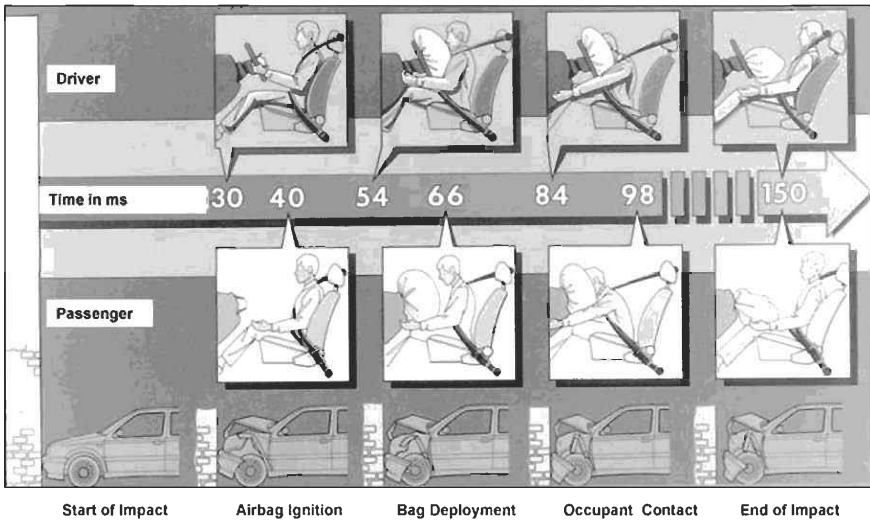 Driver
Time in ms
30 40 54 66 84 98 150
Passenger
Start of Impact Airbag Ignition Bag Deployment Occupant Contact End of Impact